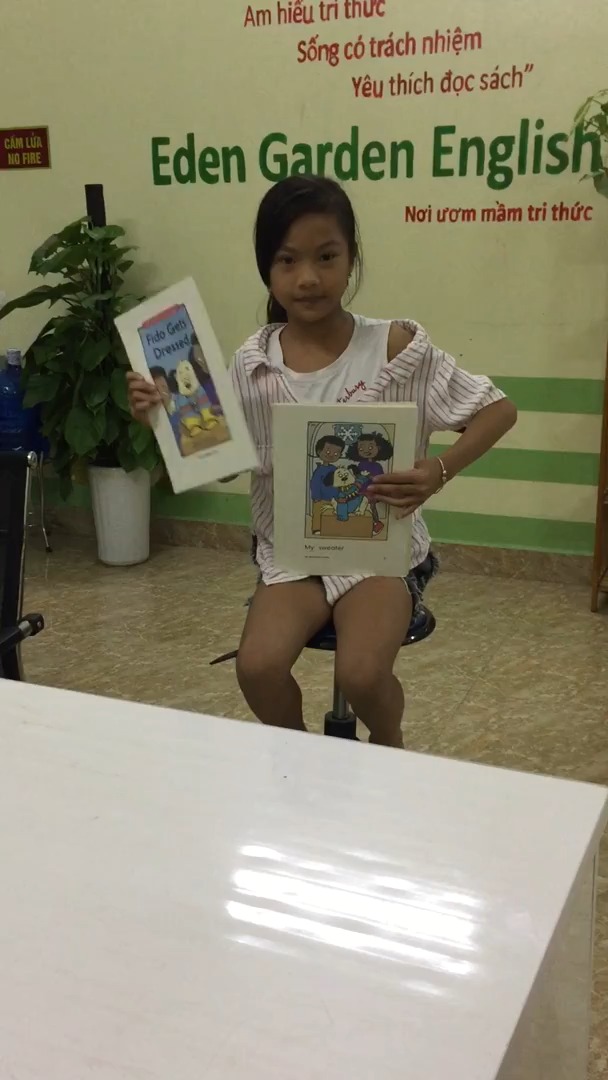 Am hiểu tri thức
Sống có trách nhiệm
Yêu thích đọc sách”
CẤM LỬA
NO FIRE
Eden Garden English
Nơi ươm mầm tri thức
Fido Gets
Dressed
My sweater